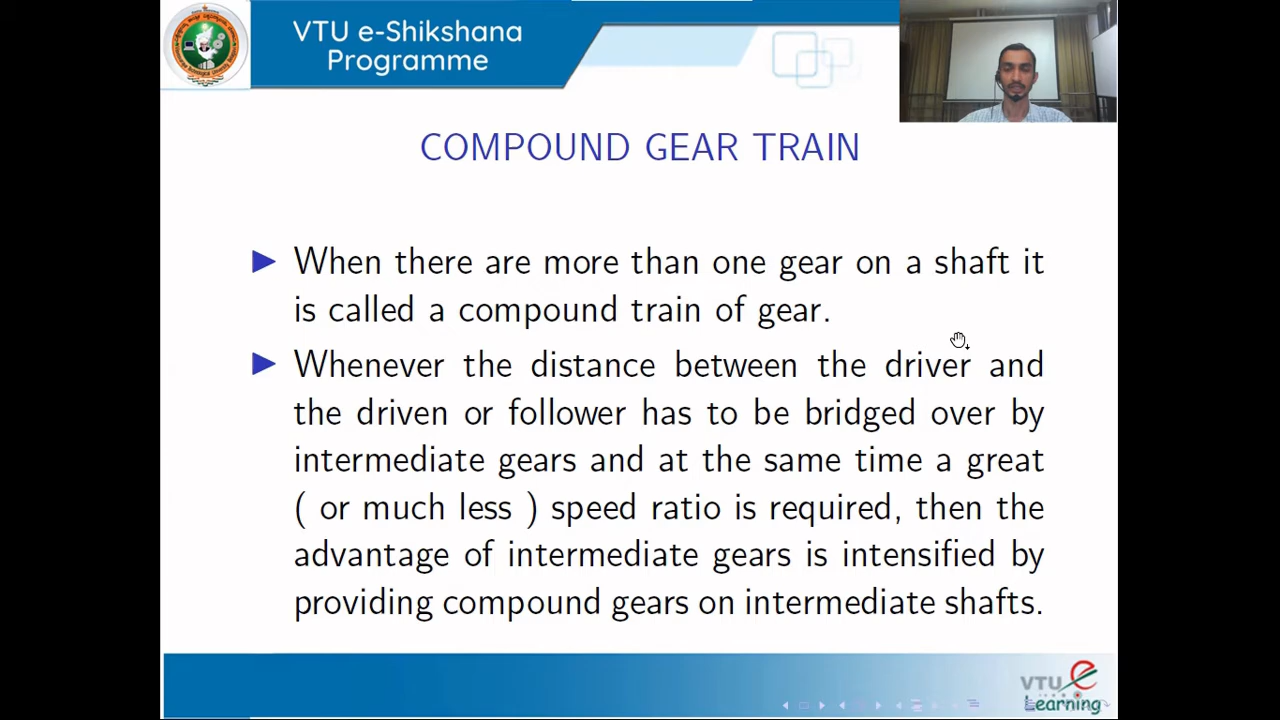 VTU e-Shikshana
Programme
COMPOUND GEAR TRAIN
When there are more than one gear on a shaft it
is called a compound train of gear.
Whenever the distance between the driver and
the driven or follower has to be bridged over by
intermediate gears and at the same time a great
( or much less ) speed ratio is required, then the
advantage of intermediate gears is intensified by
providing compound gears on intermediate shafts.
VTU e
Learning